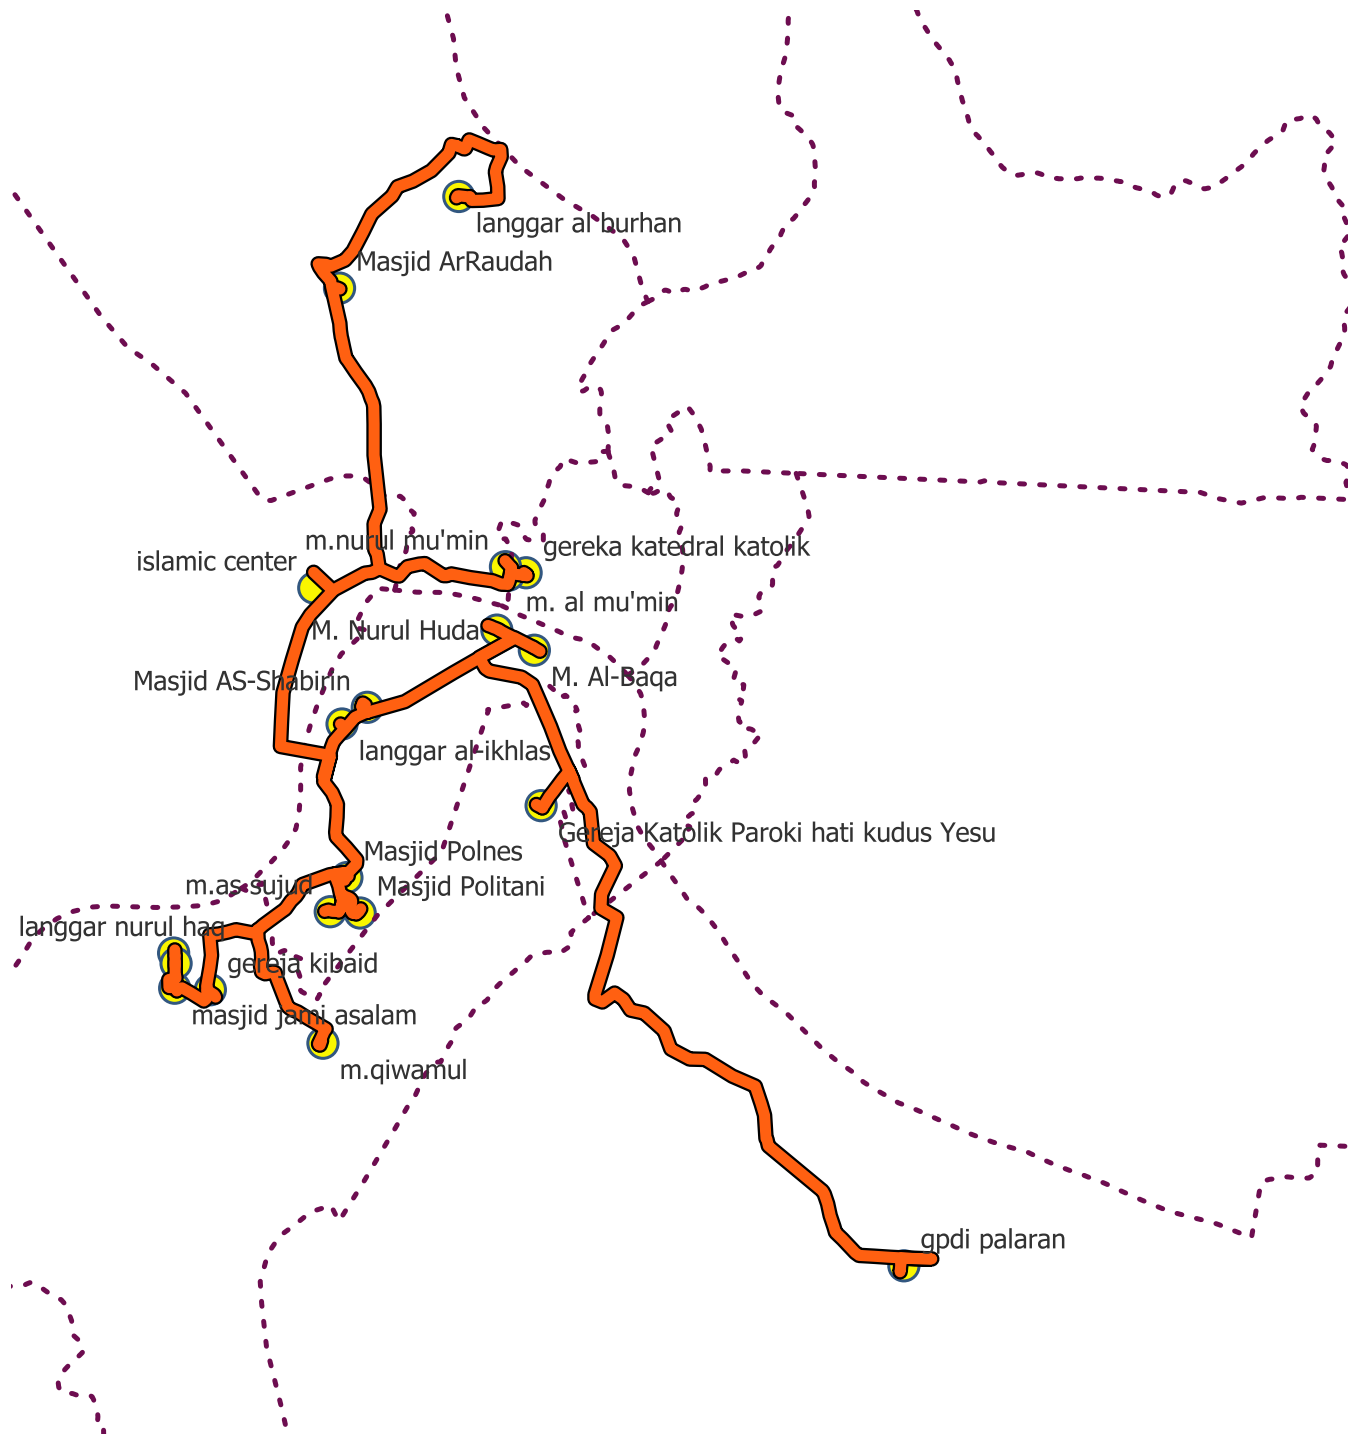 langgar al burhan
Masjid ArRaudah
m.nurul mu'min
gereka katedral katolik
islamic center
m. al mu'min
M. Nurul Huda
M. Al-Baqa
Masjid AS-Shabirin
langgar al-ikhlas
Gereja Katolik Paroki hati kudus Yesu
Masjid Polnes
m.as-sujud
Masjid Politani
langgar nurul haq
gereja kibaid
masjid jami asalam
m.qiwamul
gpdi palaran